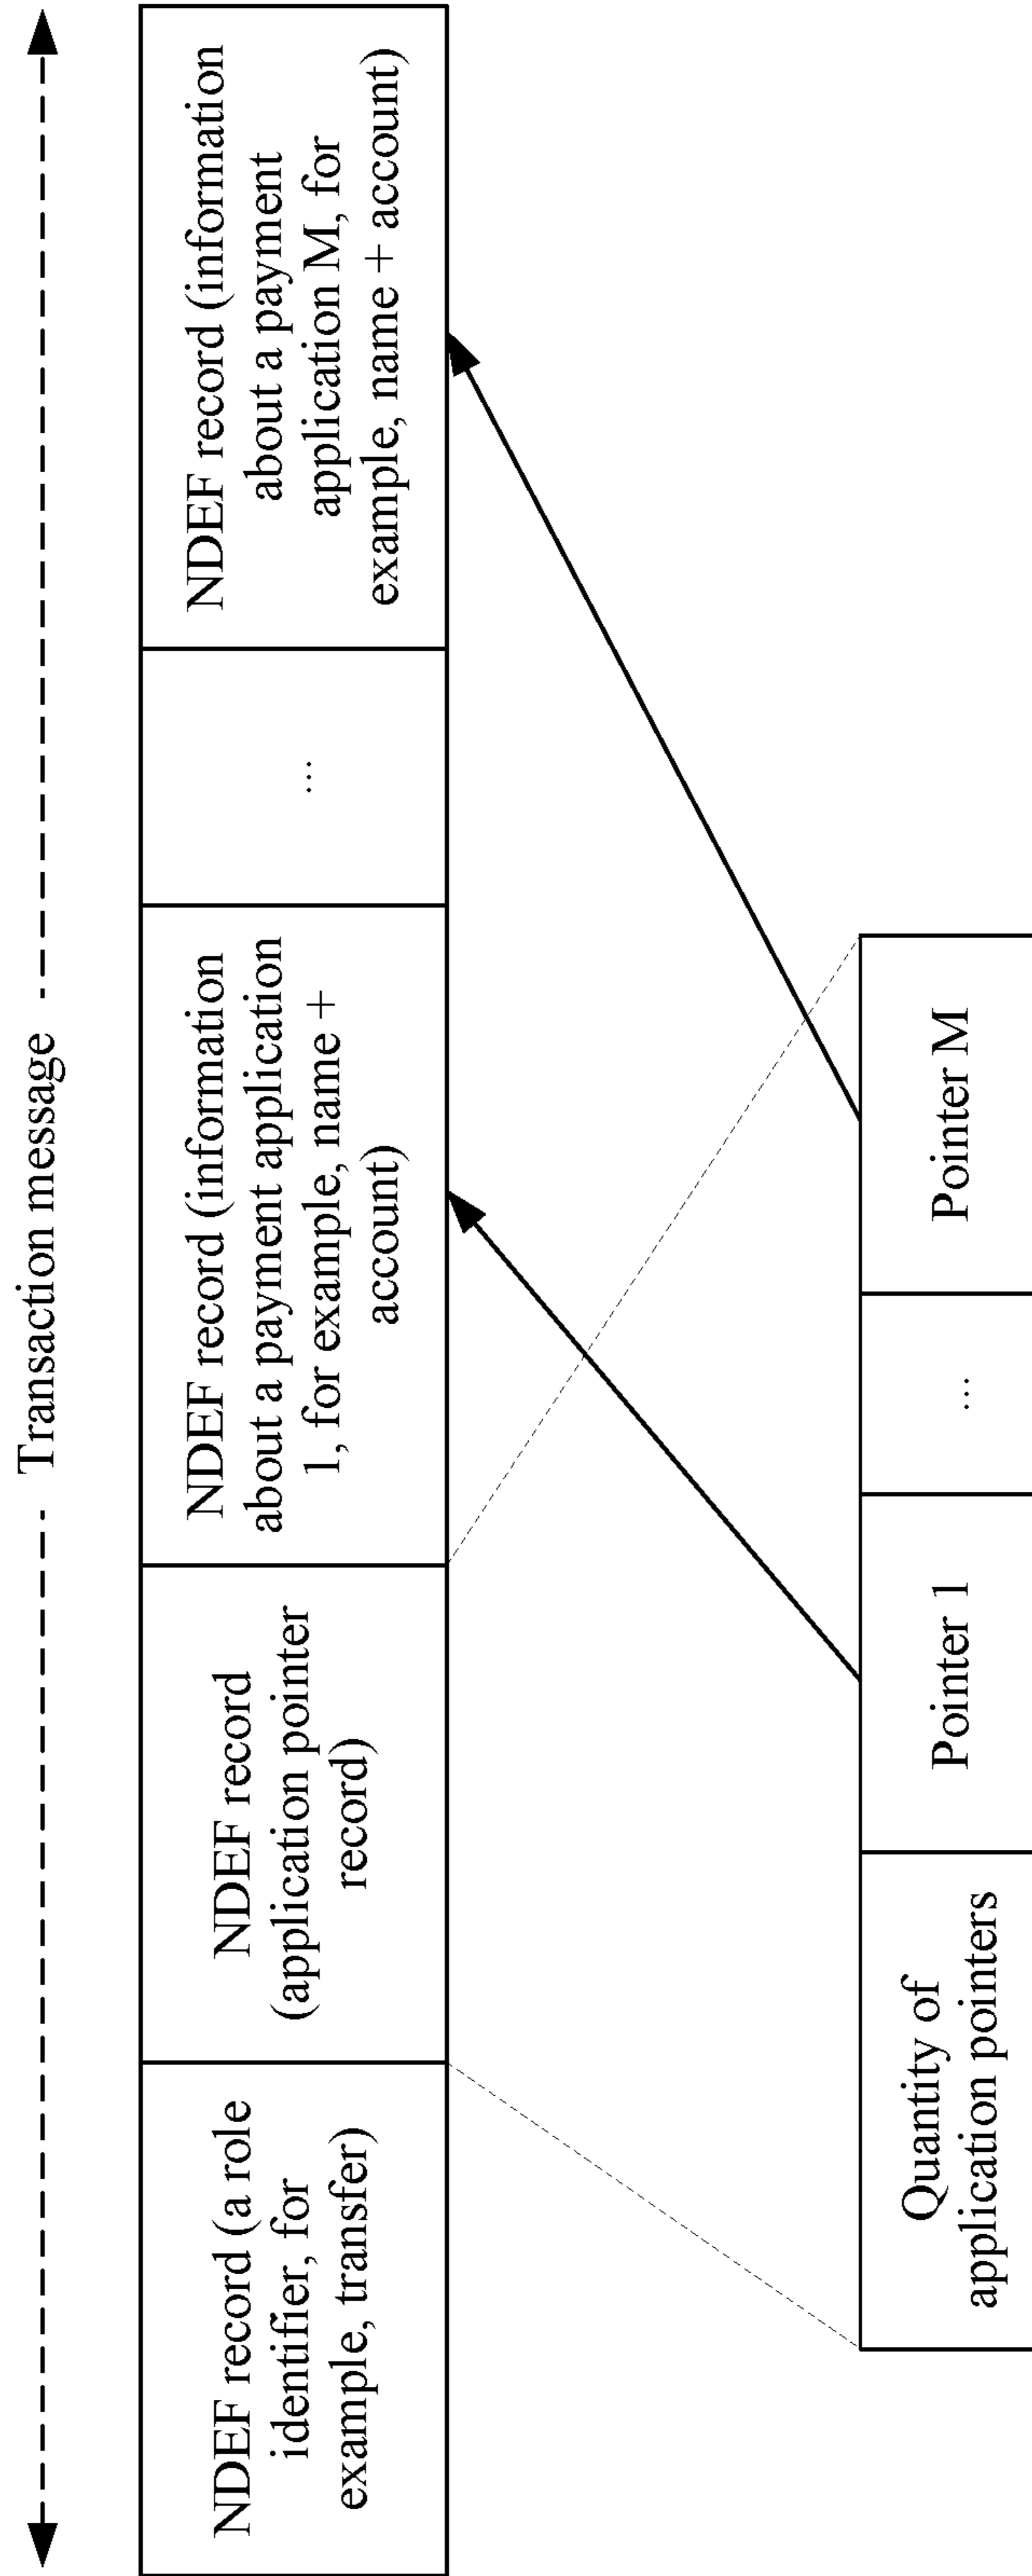 Transaction message
NDEF record (a role
identifier, for
example, transfer)
NDEF record
(application pointer
record)
NDEF record (information
about a payment application
1, for example, name +
account)
...
NDEF record (information
about a payment
application M, for
example, name + account)
Quantity of
application pointers
Pointer 1
...
Pointer M